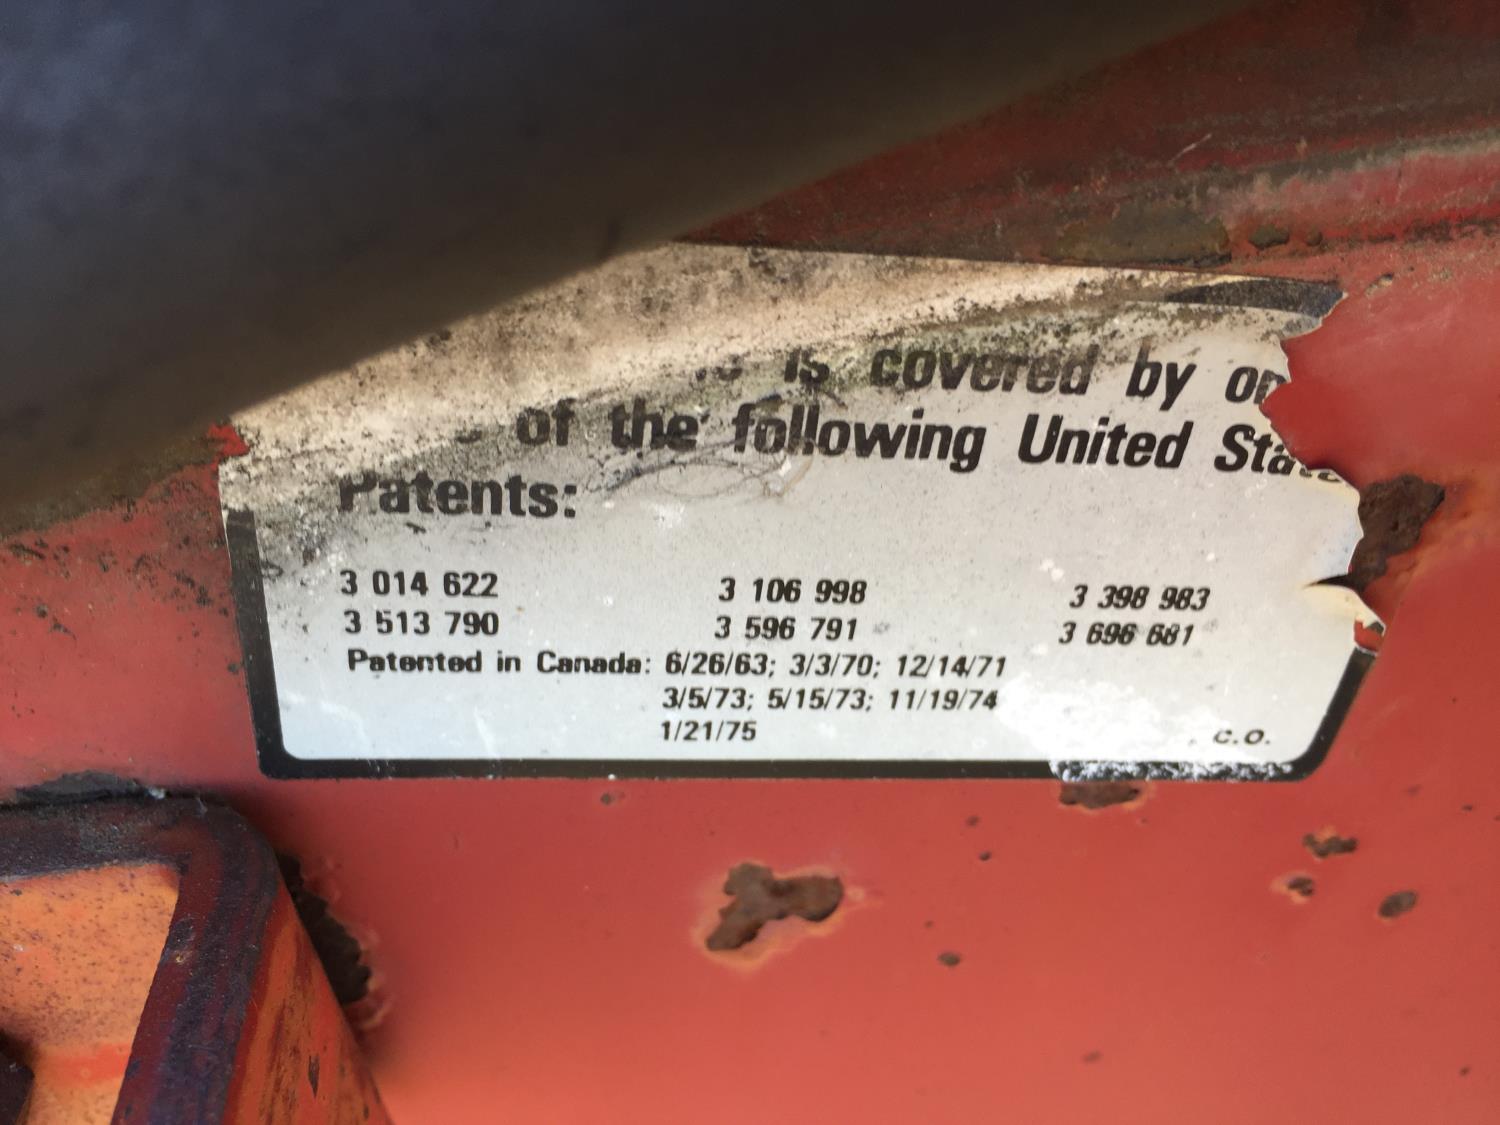 is covered by
of the following United
Patents:
3 014 622 3 106 998 3 398 983
3 513 790 3 596 791 3 696 681
Patented in Canada: 6/26/63; 3/3/70; 12/14/71
3/5/73; 5/15/73; 11/19/74
1/21/75
C.O.